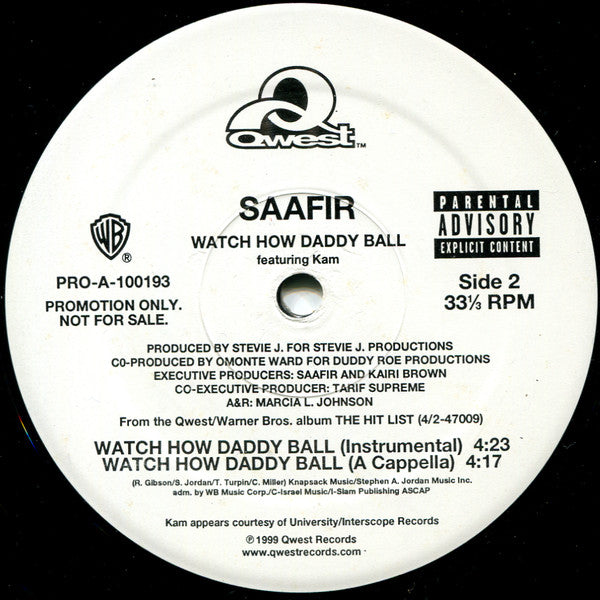 Qwest™
SAAFIR
WATCH HOW DADDY BALL
featuring Kam
WB®
PRO-A-100193
PROMOTION ONLY.
NOT FOR SALE.
PARENTAL
ADVISORY
EXPLICIT CONTENT
Side 2
33⅓ RPM
PRODUCED BY STEVIE J. FOR STEVIE J. PRODUCTIONS
CO-PRODUCED BY OMONTE WARD FOR DUDDY ROE PRODUCTIONS
EXECUTIVE PRODUCERS: SAAFIR AND KAIRI BROWN
CO-EXECUTIVE PRODUCER: TARIF SUPREME
A&R: MARCIA L. JOHNSON
From the Qwest/Warner Bros. album THE HIT LIST (4/2-47009)
WATCH HOW DADDY BALL (Instrumental) 4:23
WATCH HOW DADDY BALL (A Cappella) 4:17
(R. Gibson/S. Jordan/T. Turpin/C. Miller) Knapsack Music/Stephen A. Jordan Music Inc.
adm. by WB Music Corp./C-Israel Music/I-Slam Publishing ASCAP
Kam appears courtesy of University/Interscope Records
℗1999 Qwest Records
www.qwestrecords.com